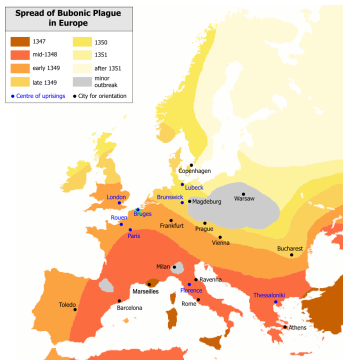 Spread of Bubonic Plague
in Europe
1347
mid-1348
early 1349
late 1349
1350
1351
after 1351
minor
outbreak
Centre of uprisings
City for orientation
Copenhagen
Lubeck
Brunswick
Magdeburg
Warsaw
London
Bruges
Rouen
Frankfurt
Prague
Paris
Vienna
Bucharest
Milan
Ravenna
Marseilles
Florence
Toledo
Barcelona
Rome
Thessaloniki
Athens